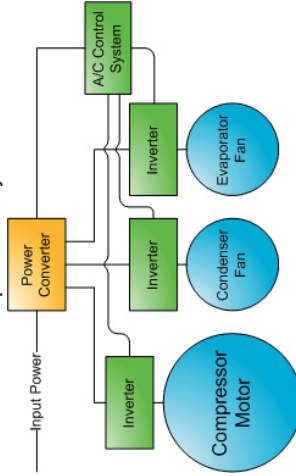 Input Power
Power
Converter
A/C Control
System
Inverter
Inverter
Inverter
Compressor
Motor
Condenser
Fan
Evaporator
Fan